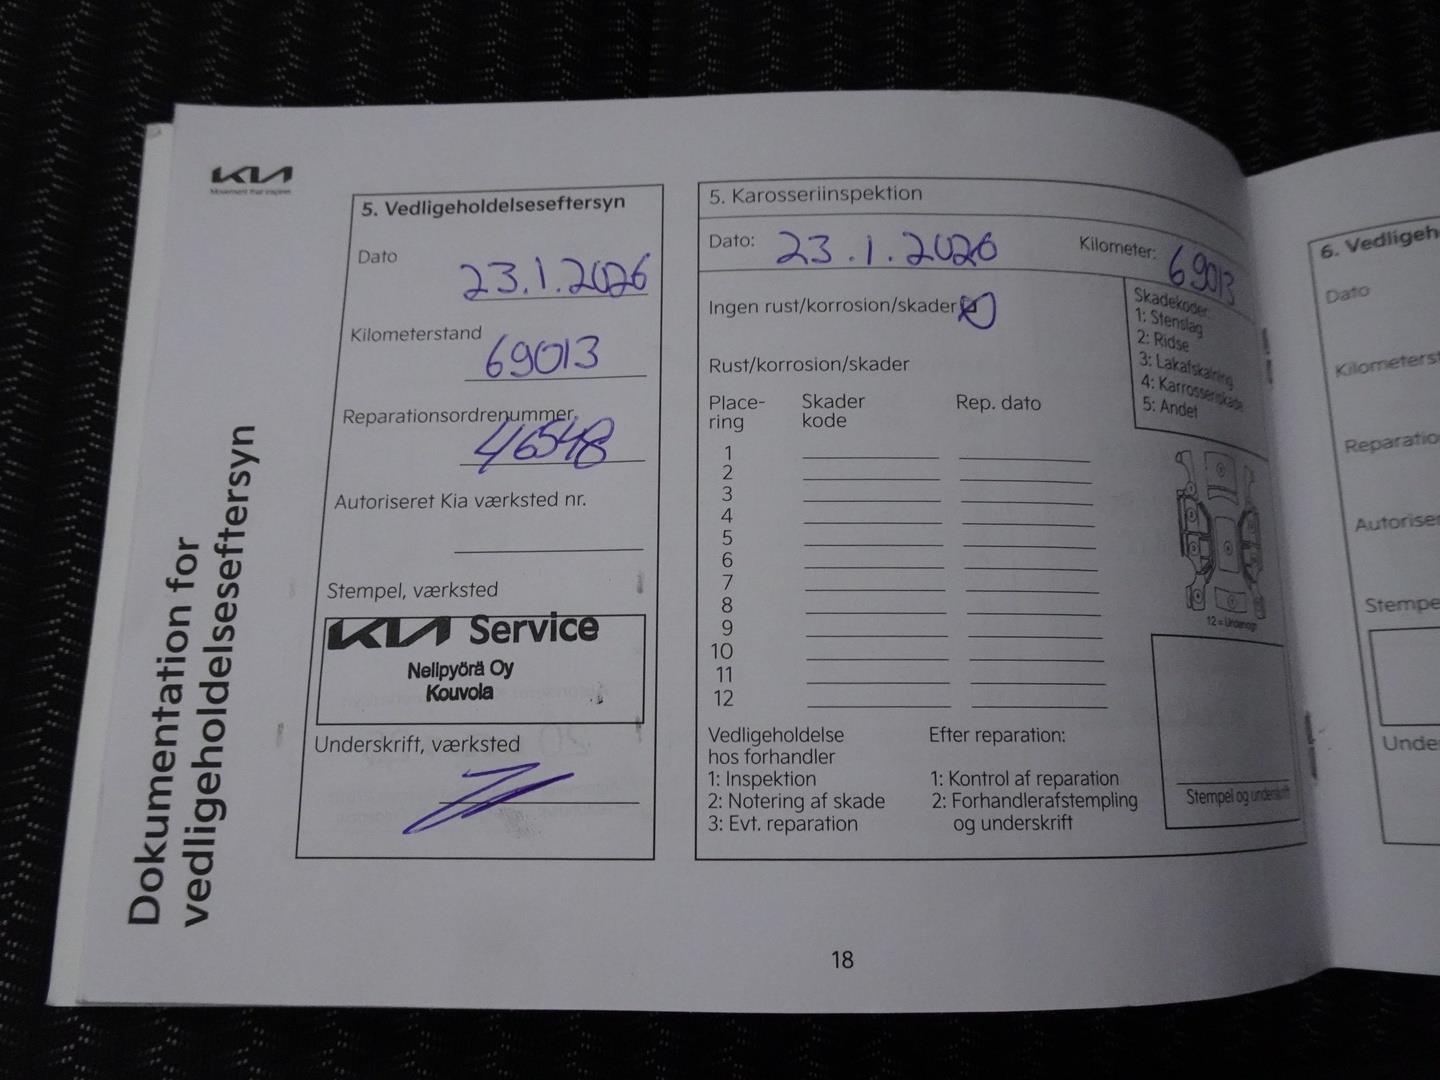 KIA
Movement that inspires
Dokumentation for
vedligeholdelseseftersyn
5. Vedligeholdelseseftersyn
Dato
23.1.2026
Kilometerstand
69013
Reparationsordrenummer
46548
Autoriseret Kia værksted nr.
Stempel, værksted
KIA Service
Nelipyörä Oy
Kouvola
Underskrift, værksted
5. Karosseriinspektion
Dato: 23.1.2026 Kilometer: 69013
Ingen rust/korrosion/skader
Rust/korrosion/skader
Skadekoder:
1: Stenslag
2: Ridse
3: Lakafskalning
4: Karrosseriskade
5: Andet
Place-
ring
Skader
kode
Rep. dato
1
2
3
4
5
6
7
8
9
10
11
12
12 = Undervogn
Vedligeholdelse
hos forhandler
1: Inspektion
2: Notering af skade
3: Evt. reparation
Efter reparation:
1: Kontrol af reparation
2: Forhandlerafstempling
og underskrift
Stempel og underskrift
18
6. Vedligeh
Dato
Kilometerst
Reparatio
Autoriser
Stempe
Unde